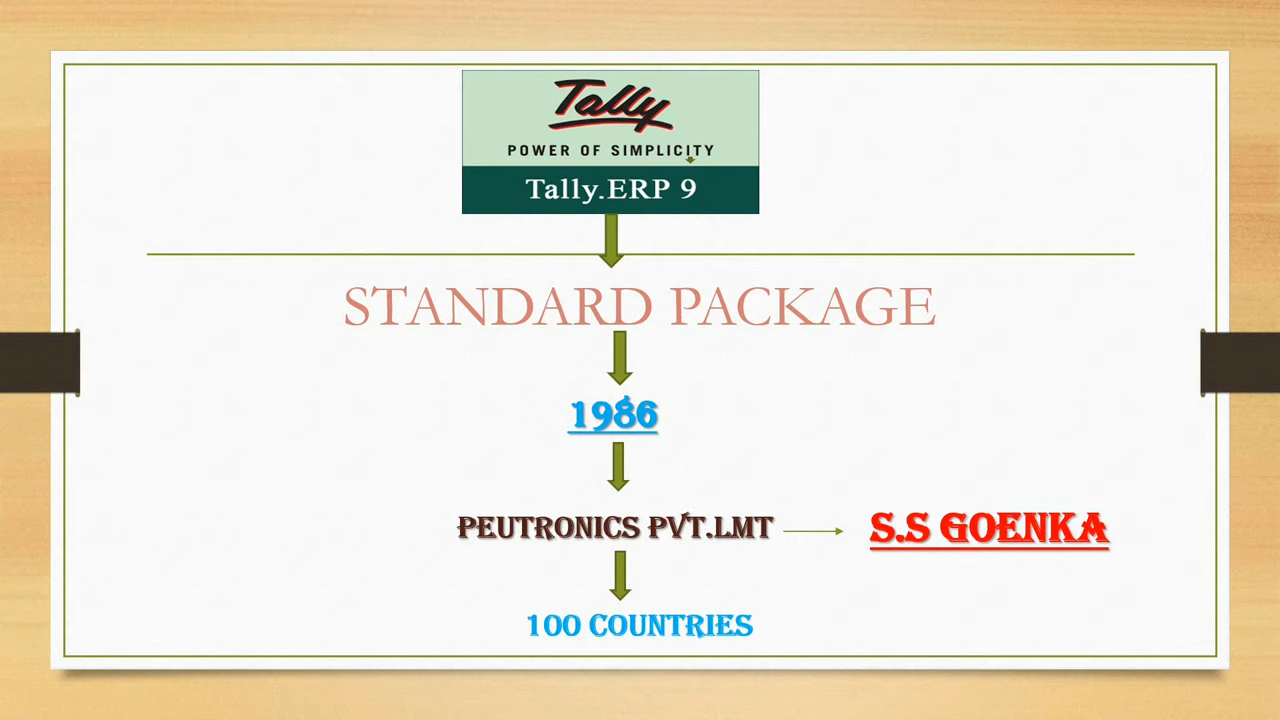 Tally
POWER OF SIMPLICITY
Tally.ERP 9
STANDARD PACKAGE
1986
PEUTRONICS PVT.LMT
S.S GOENKA
100 COUNTRIES